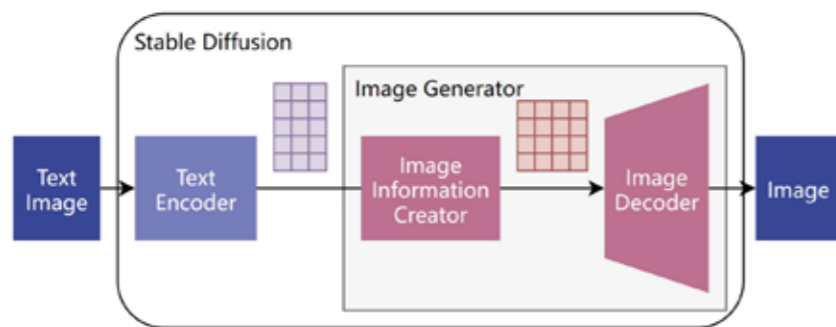 Stable Diffusion
Image Generator
Text
Image
Text
Encoder
Image
Information
Creator
Image
Decoder
Image